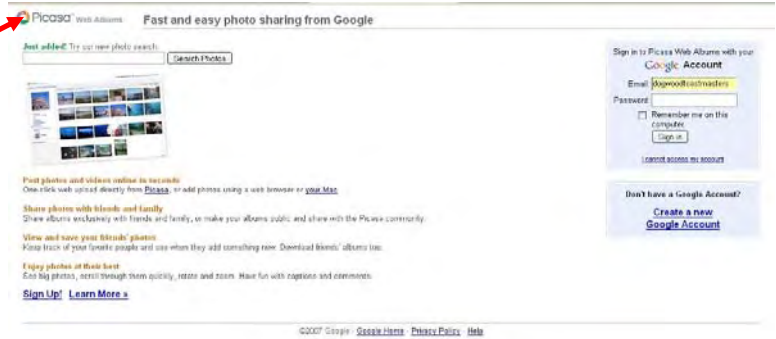 Picasa™ Web Albums Fast and easy photo sharing from Google
Just added! Try our new photo search:
Search Photos
Post photos and videos online in seconds
One-click web upload directly from Picasa, or add photos using a web browser or your Mac.
Share photos with friends and family
Share albums exclusively with friends and family, or make your albums public and share with the Picasa community.
View and save your friends' photos
Keep track of your favorite people and see when they add something new. Download friends' albums too.
Enjoy photos at their best
See big photos, scroll through them quickly, rotate and zoom. Have fun with captions and comments.
Sign Up! Learn More »
Sign in to Picasa Web Albums with your
Google Account
Email: dogwoodtoastmasters
Password:
Remember me on this
computer.
Sign in
I cannot access my account
Don't have a Google Account?
Create a new
Google Account
©2007 Google - Google Home - Privacy Policy - Help